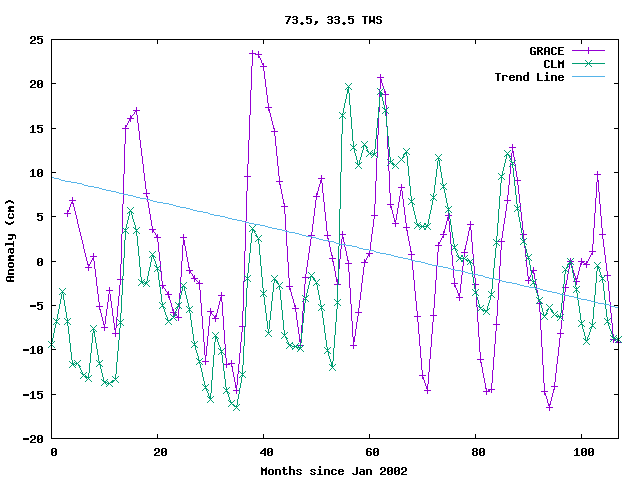 73.5, 33.5 TWS
GRACE
CLM
Trend Line
25
20
15
10
5
0
-5
-10
-15
-20
Anomaly (cm)
0 20 40 60 80 100
Months since Jan 2002